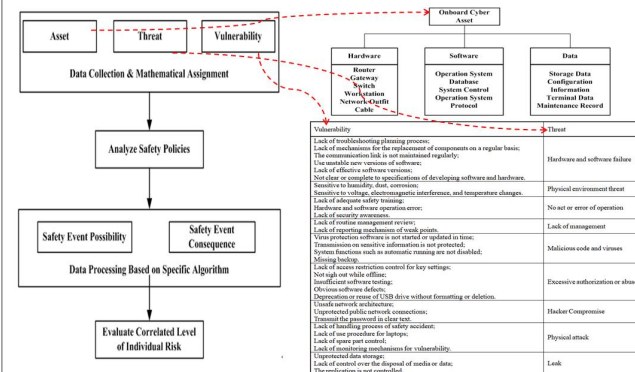 Asset
Threat
Vulnerability
Data Collection & Mathematical Assignment
Analyze Safety Policies
Safety Event Possibility
Safety Event
Consequence
Data Processing Based on Specific Algorithm
Evaluate Correlated Level
of Individual Risk
Onboard Cyber
Asset
Hardware
Router
Gateway
Switch
Workstation
Network Outfit
Cable
Software
Operation System
Database
System Control
Operation System
Protocol
Data
Storage Data
Configuration
Information
Terminal Data
Maintenance Record
Vulnerability
Threat
Lack of troubleshooting planning process;
Lack of mechanisms for the replacement of components on a regular basis;
The communication link is not maintained regularly;
Use unstable new versions of software;
Lack of effective software versions;
Not clear or complete to specifications of developing software and hardware.
Hardware and software failure
Sensitive to humidity, dust, corrosion;
Sensitive to voltage, electromagnetic interference, and temperature changes.
Physical environment threat
Lack of adequate safety training;
Hardware and software operation error;
Lack of security awareness.
No act or error of operation
Lack of routine management review;
Lack of reporting mechanism of weak points.
Lack of management
Virus protection software is not started or updated in time;
Transmission on sensitive information is not protected;
System functions such as automatic running are not disabled;
Missing backup.
Malicious code and viruses
Lack of access restriction control for key settings;
Not sigh out while offline;
Insufficient software testing;
Obvious software defects;
Deprecation or reuse of USB drive without formatting or deletion.
Excessive authorization or abuse
Unsafe network architecture;
Unprotected public network connections;
Transmit the password in clear text.
Hacker Compromise
Lack of handling process of safety accident;
Lack of use procedure for laptops;
Lack of spare part control;
Lack of monitoring mechanisms for vulnerability.
Physical attack
Unprotected data storage;
Lack of control over the disposal of media or data;
The replication is not controlled.
Leak